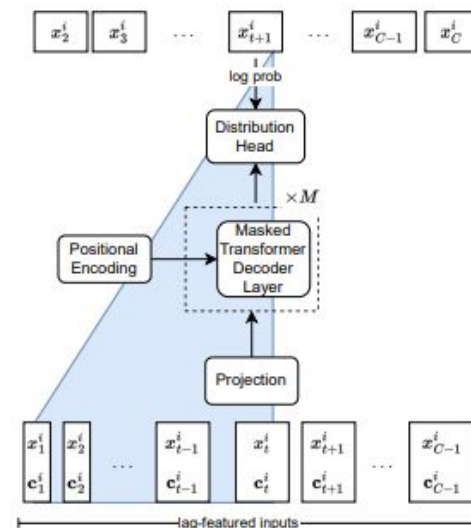 x^i_2 x^i_3 ... x^i_{t+1} ... x^i_{C-1} x^i_C
log prob
Distribution
Head
×M
Positional
Encoding
Masked
Transformer
Decoder
Layer
Projection
x^i_1 x^i_2 x^i_{t-1} x^i_t x^i_{t+1} x^i_{C-1}
... ...
c^i_1 c^i_2 c^i_{t-1} c^i_t c^i_{t+1} c^i_{C-1}
lag-featured inputs